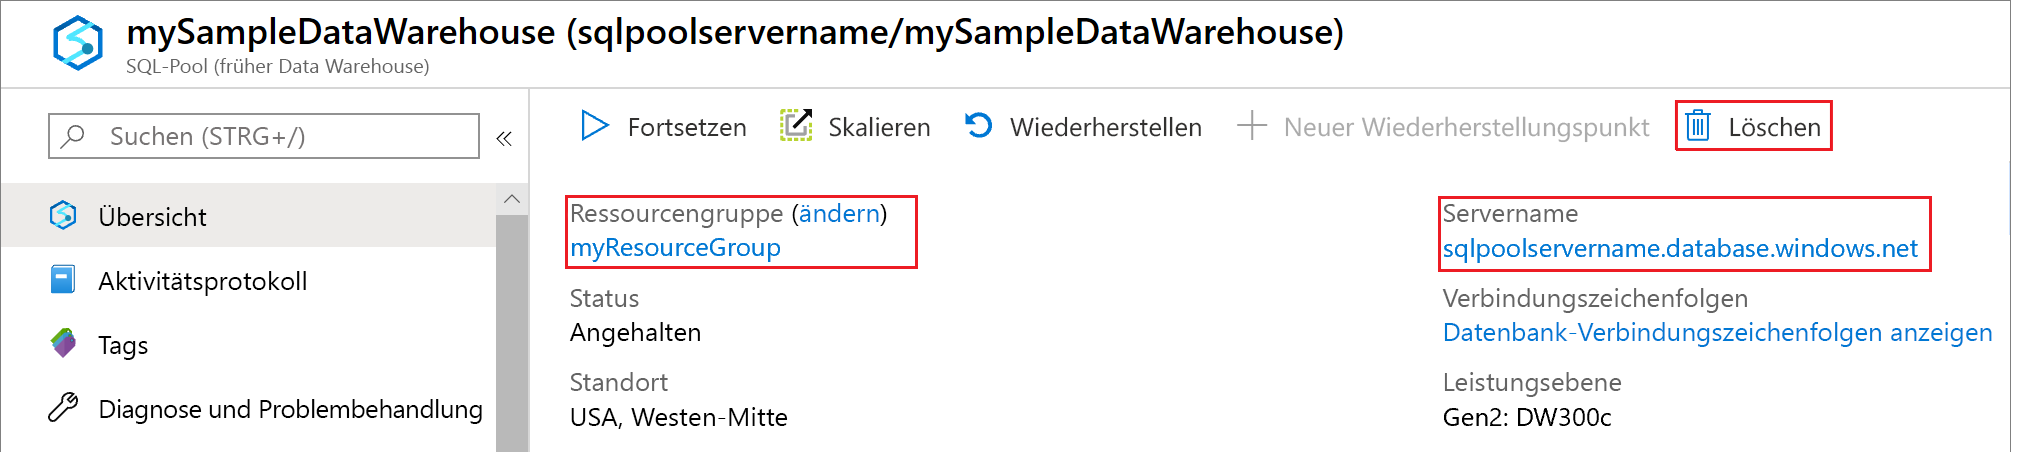 mySampleDataWarehouse (sqlpoolservername/mySampleDataWarehouse)
SQL-Pool (früher Data Warehouse)
Suchen (STRG+/)
«
Übersicht
Aktivitätsprotokoll
Tags
Diagnose und Problembehandlung
Fortsetzen
Skalieren
Wiederherstellen
Neuer Wiederherstellungspunkt
Löschen
Ressourcengruppe (ändern)
myResourceGroup
Status
Angehalten
Standort
USA, Westen-Mitte
Servername
sqlpoolservername.database.windows.net
Verbindungszeichenfolgen
Datenbank-Verbindungszeichenfolgen anzeigen
Leistungsebene
Gen2: DW300c